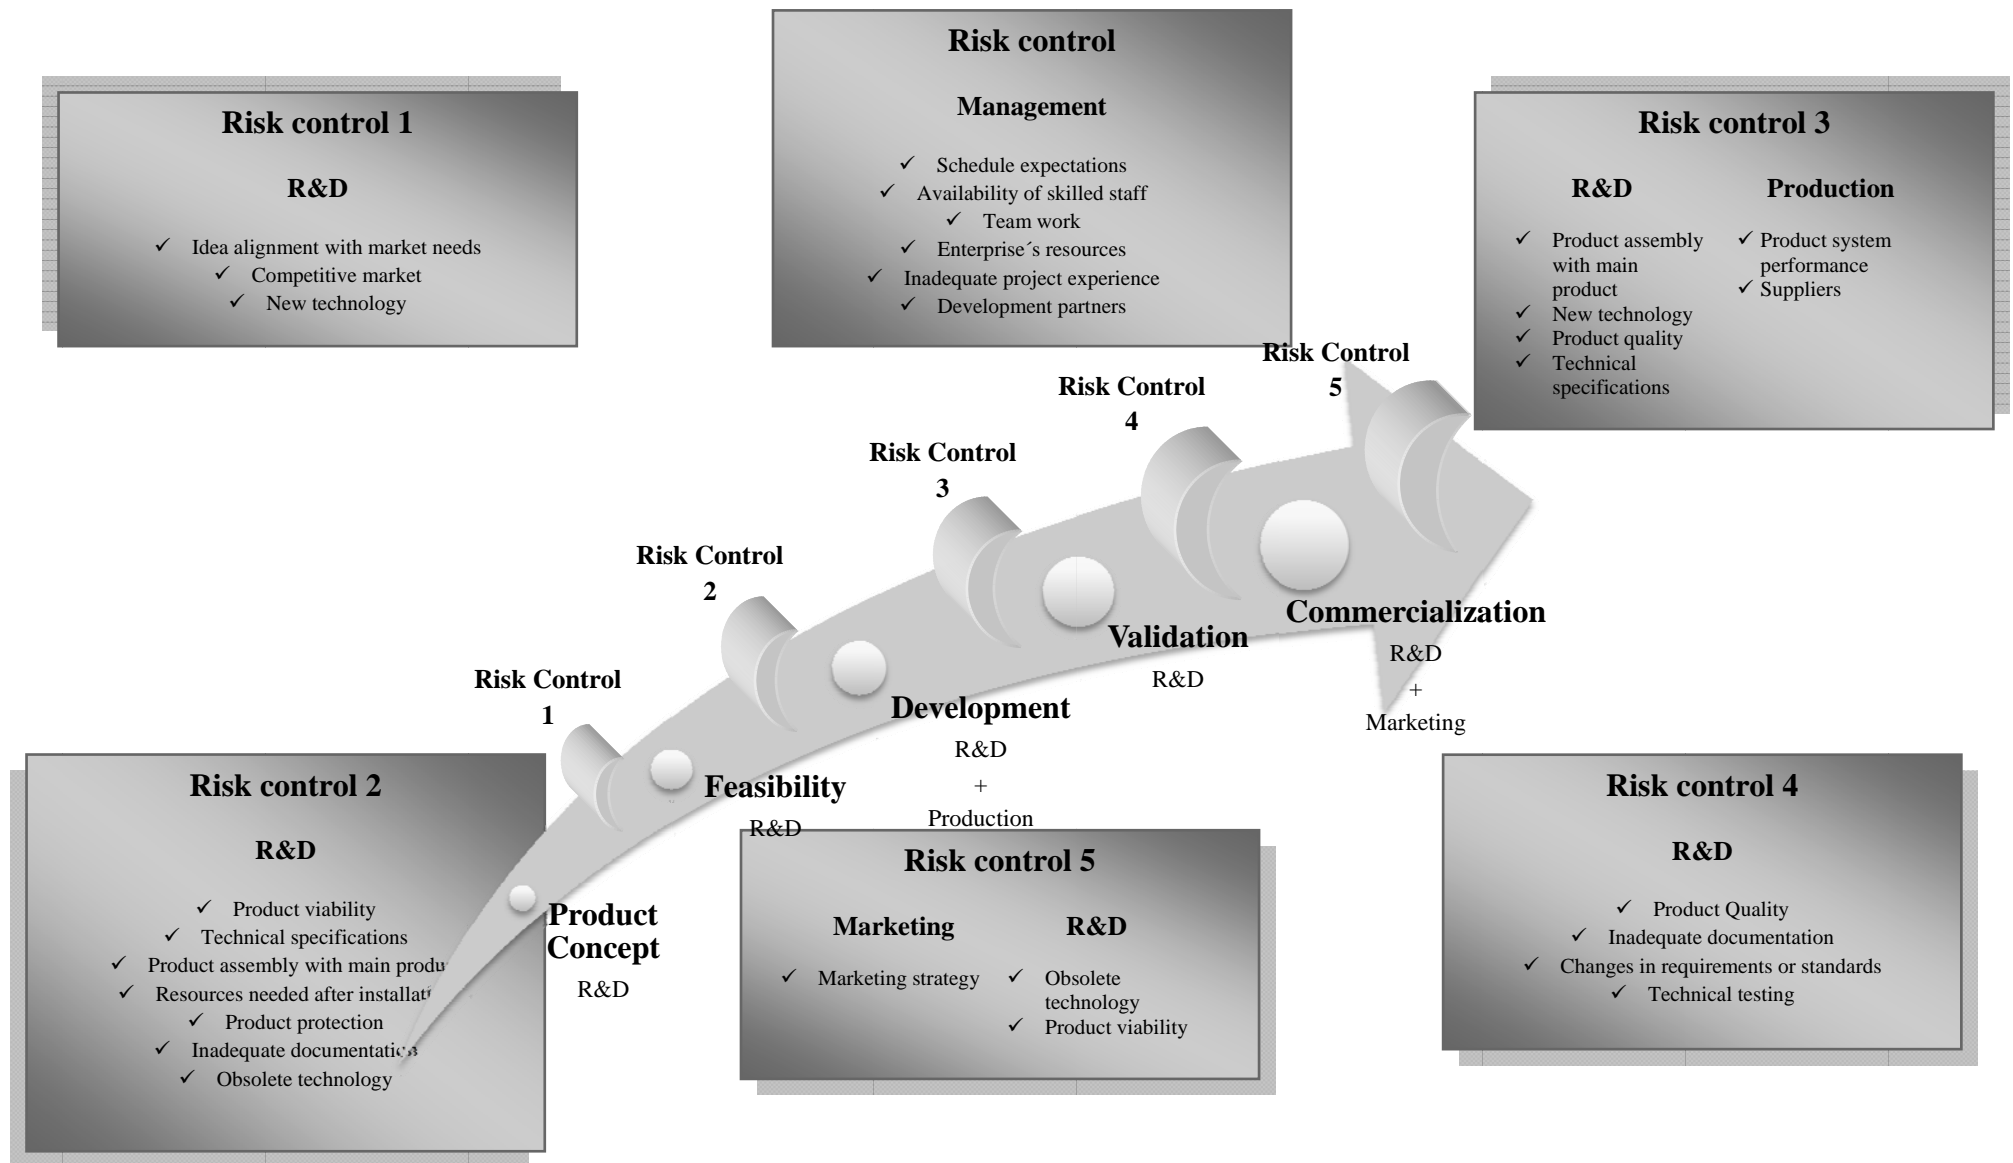 Risk control 1
R&D
✓ Idea alignment with market needs
✓ Competitive market
✓ New technology
Risk control
Management
✓ Schedule expectations
✓ Availability of skilled staff
✓ Team work
✓ Enterprise´s resources
✓ Inadequate project experience
✓ Development partners
Risk control 3
R&D
✓ Product assembly
with main
product
✓ New technology
✓ Product quality
✓ Technical
specifications
Production
✓ Product system
performance
✓ Suppliers
Risk Control
5
Risk Control
4
Risk Control
3
Risk Control
2
Risk Control
1
Commercialization
R&D
+
Marketing
Validation
R&D
Development
R&D
+
Production
Feasibility
R&D
Product
Concept
R&D
Risk control 2
R&D
✓ Product viability
✓ Technical specifications
✓ Product assembly with main produ
✓ Resources needed after installati
✓ Product protection
✓ Inadequate documentation
✓ Obsolete technology
Risk control 5
Marketing
✓ Marketing strategy
R&D
✓ Obsolete
technology
✓ Product viability
Risk control 4
R&D
✓ Product Quality
✓ Inadequate documentation
✓ Changes in requirements or standards
✓ Technical testing